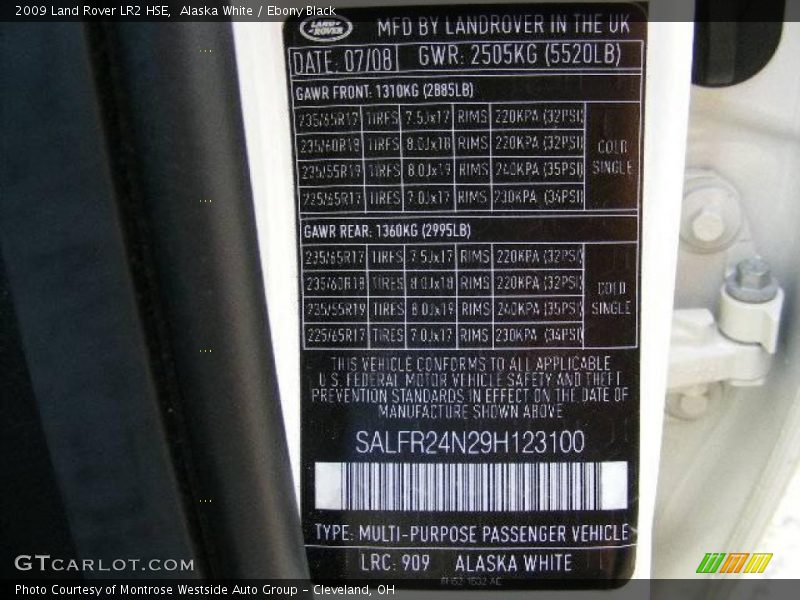 2009 Land Rover LR2 HSE,  Alaska White / Ebony Black
LAND-ROVER
MFD BY LANDROVER IN THE UK
DATE: 07/08 GWR: 2505KG (5520LB)
GAWR FRONT: 1310KG (2885LB)
235/65R17 TIRES 7.5Jx17 RIMS 220KPA (32PSI)
235/60R18 TIRES 8.0Jx18 RIMS 220KPA (32PSI)
235/55R19 TIRES 8.0Jx19 RIMS 240KPA (35PSI)
225/65R17 TIRES 7.0Jx17 RIMS 230KPA (34PSI)
COLD
SINGLE
GAWR REAR: 1360KG (2995LB)
235/65R17 TIRES 7.5Jx17 RIMS 220KPA (32PSI)
235/60R18 TIRES 8.0Jx18 RIMS 220KPA (32PSI)
235/55R19 TIRES 8.0Jx19 RIMS 240KPA (35PSI)
225/65R17 TIRES 7.0Jx17 RIMS 230KPA (34PSI)
COLD
SINGLE
THIS VEHICLE CONFORMS TO ALL APPLICABLE
U.S. FEDERAL MOTOR VEHICLE SAFETY AND THEFT
PREVENTION STANDARDS IN EFFECT ON THE DATE OF
MANUFACTURE SHOWN ABOVE
SALFR24N29H123100
TYPE: MULTI-PURPOSE PASSENGER VEHICLE
LRC: 909 ALASKA WHITE
GTcarlot.com
Photo Courtesy of Montrose Westside Auto Group - Cleveland, OH